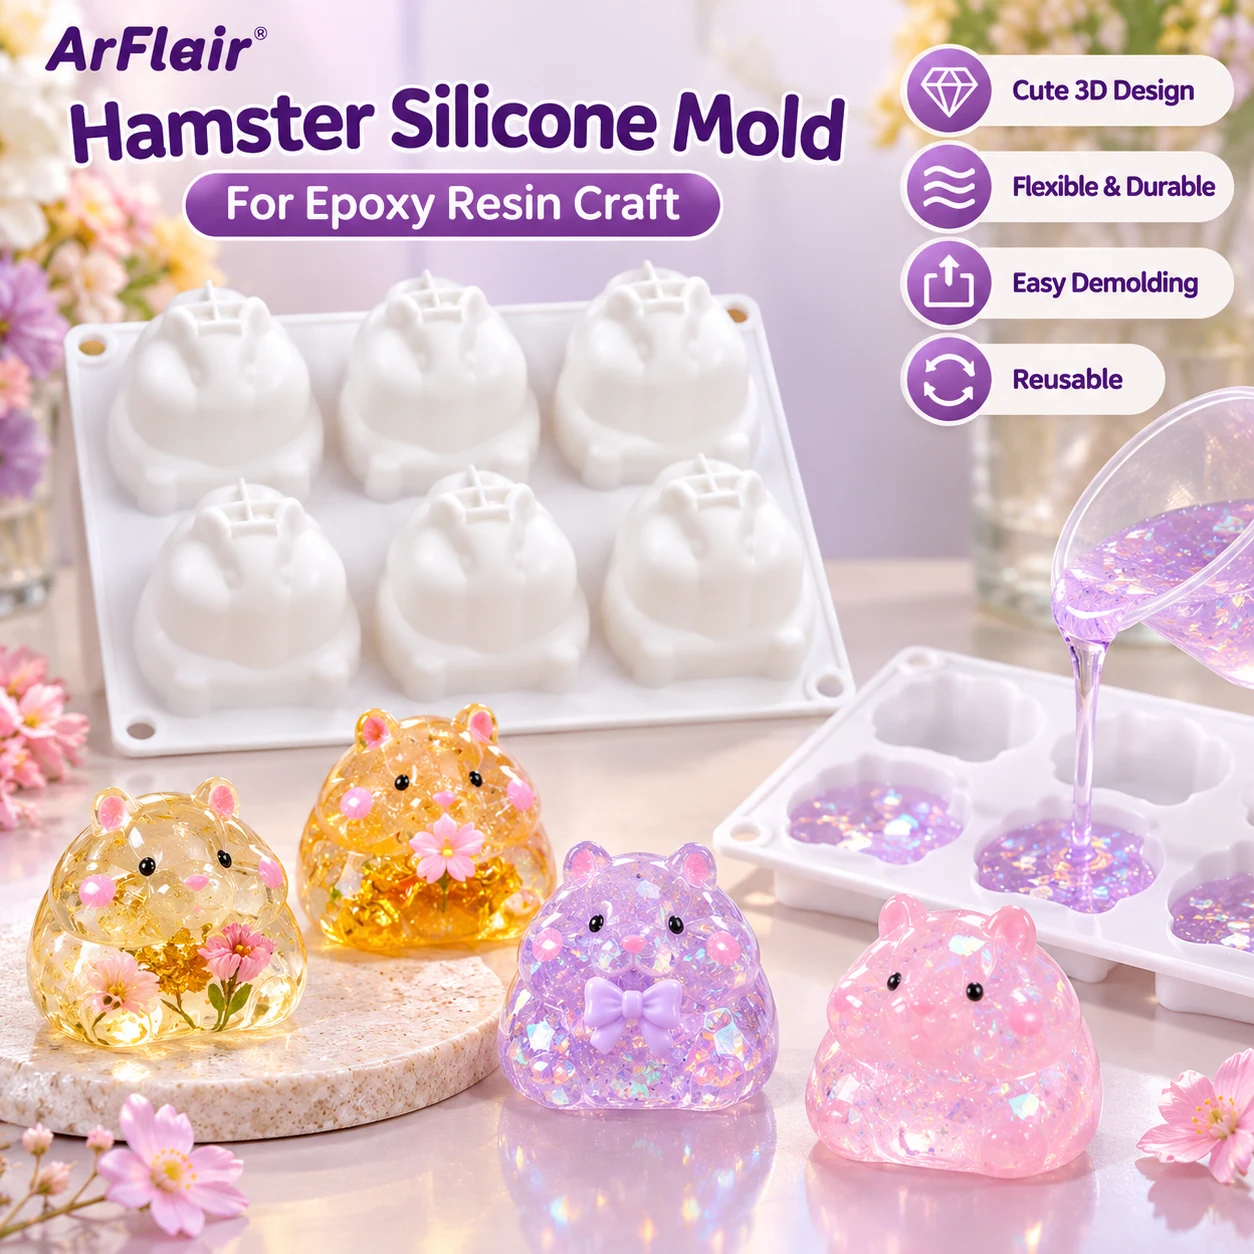 ArFlair®
Hamster Silicone Mold
For Epoxy Resin Craft
Cute 3D Design
Flexible & Durable
Easy Demolding
Reusable